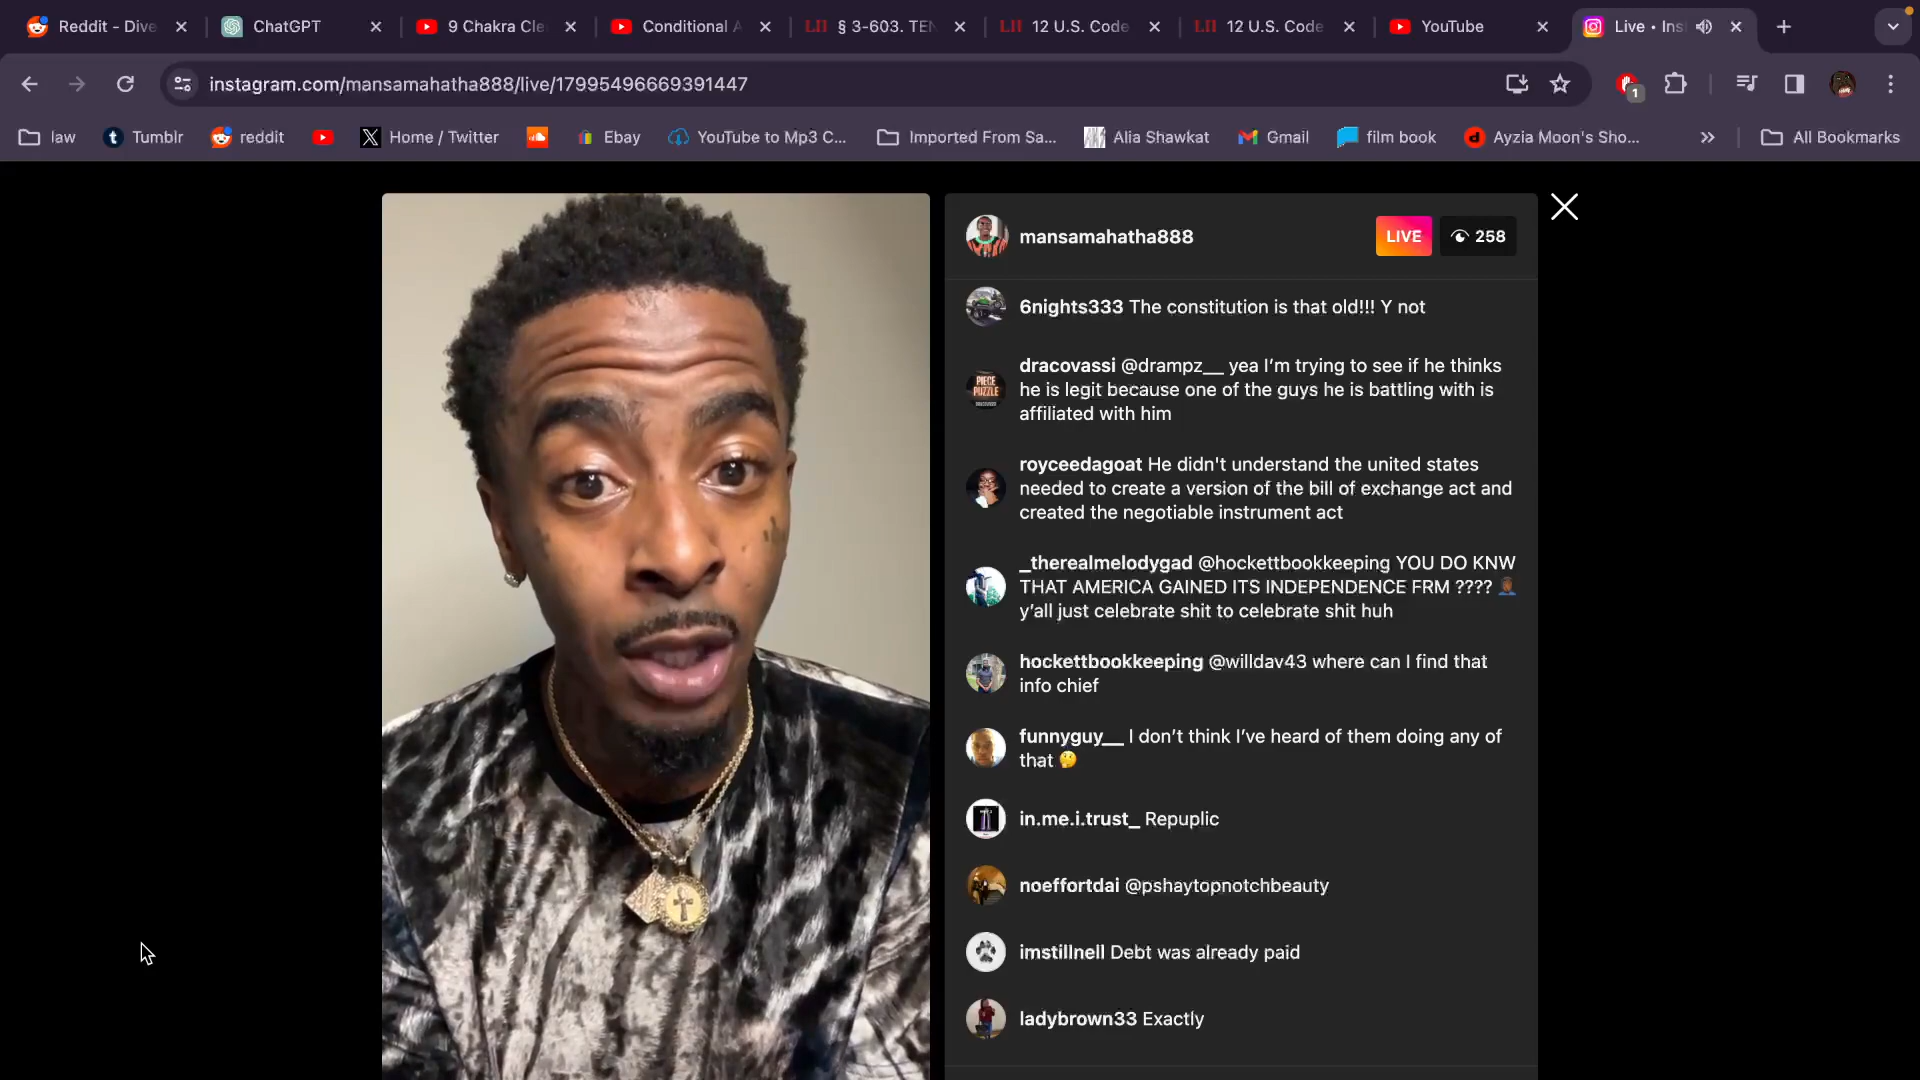 Reddit - Dive
ChatGPT
9 Chakra Cle
Conditional A
LII § 3-603. TEN
LII 12 U.S. Code
LII 12 U.S. Code
YouTube
Live • Ins
instagram.com/mansamahatha888/live/17995496669391447
1
law
Tumblr
reddit
Home / Twitter
Ebay
YouTube to Mp3 C...
Imported From Sa...
Alia Shawkat
Gmail
film book
Ayzia Moon's Sho...
All Bookmarks
mansamahatha888
LIVE
258
6nights333 The constitution is that old!!! Y not
dracovassi @drampz__ yea I’m trying to see if he thinks
he is legit because one of the guys he is battling with is
affiliated with him
PIECE
PUZZLE
royceedagoat He didn't understand the united states
needed to create a version of the bill of exchange act and
created the negotiable instrument act
_therealmelodygad @hockettbookkeeping YOU DO KNW
THAT AMERICA GAINED ITS INDEPENDENCE FRM ????
y’all just celebrate shit to celebrate shit huh
hockettbookkeeping @willdav43 where can I find that
info chief
funnyguy__ I don’t think I’ve heard of them doing any of
that 🤔
in.me.i.trust_ Repuplic
noeffortdai @pshaytopnotchbeauty
imstillnell Debt was already paid
ladybrown33 Exactly